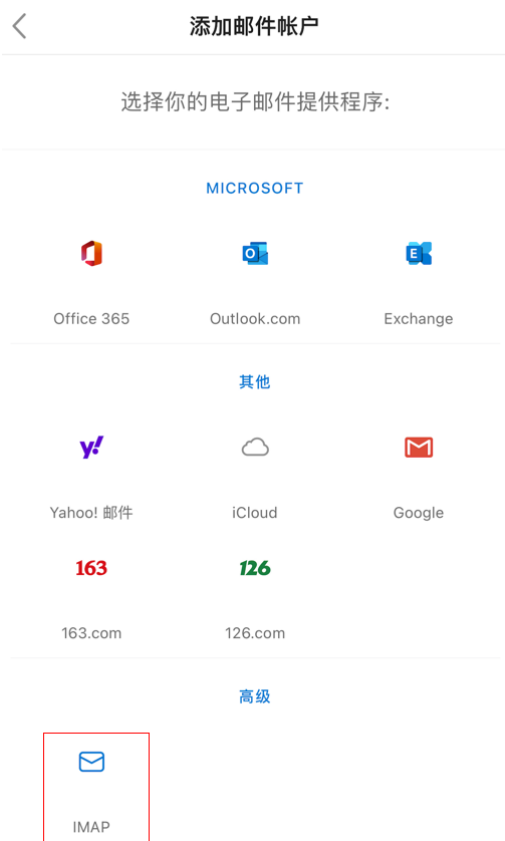 添加邮件帐户
选择你的电子邮件提供程序:
MICROSOFT
Office 365 Outlook.com Exchange
其他
Yahoo! 邮件 iCloud Google
163 126
163.com 126.com
高级
IMAP